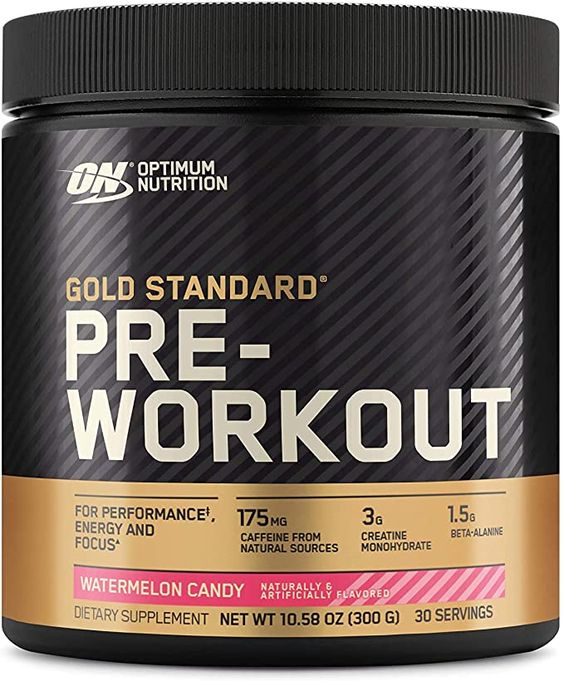 ON® OPTIMUM
NUTRITION
GOLD STANDARD®
PRE-
WORKOUT
FOR PERFORMANCE‡,
ENERGY AND
FOCUS▲
175MG
CAFFEINE FROM
NATURAL SOURCES
3G
CREATINE
MONOHYDRATE
1.5G
BETA-ALANINE
WATERMELON CANDY
NATURALLY &
ARTIFICIALLY FLAVORED
DIETARY SUPPLEMENT NET WT 10.58 OZ (300 G) 30 SERVINGS